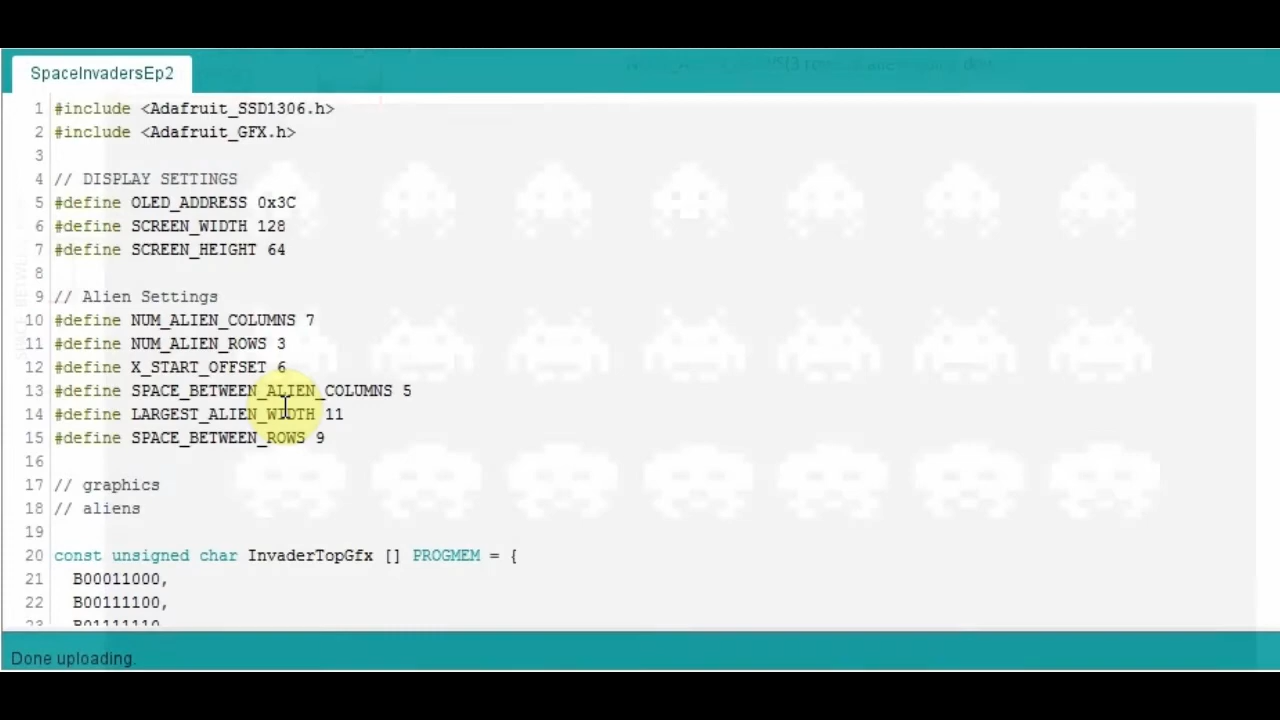 SpaceInvadersEp2
1 #include <Adafruit_SSD1306.h>
2 #include <Adafruit_GFX.h>
3
4 // DISPLAY SETTINGS
5 #define OLED_ADDRESS 0x3C
6 #define SCREEN_WIDTH 128
7 #define SCREEN_HEIGHT 64
8
9 // Alien Settings
10 #define NUM_ALIEN_COLUMNS 7
11 #define NUM_ALIEN_ROWS 3
12 #define X_START_OFFSET 6
13 #define SPACE_BETWEEN_ALIEN_COLUMNS 5
14 #define LARGEST_ALIEN_WIDTH 11
15 #define SPACE_BETWEEN_ROWS 9
16
17 // graphics
18 // aliens
19
20 const unsigned char InvaderTopGfx [] PROGMEM = {
21 B00011000,
22 B00111100,
23 B01111110,
Done uploading.